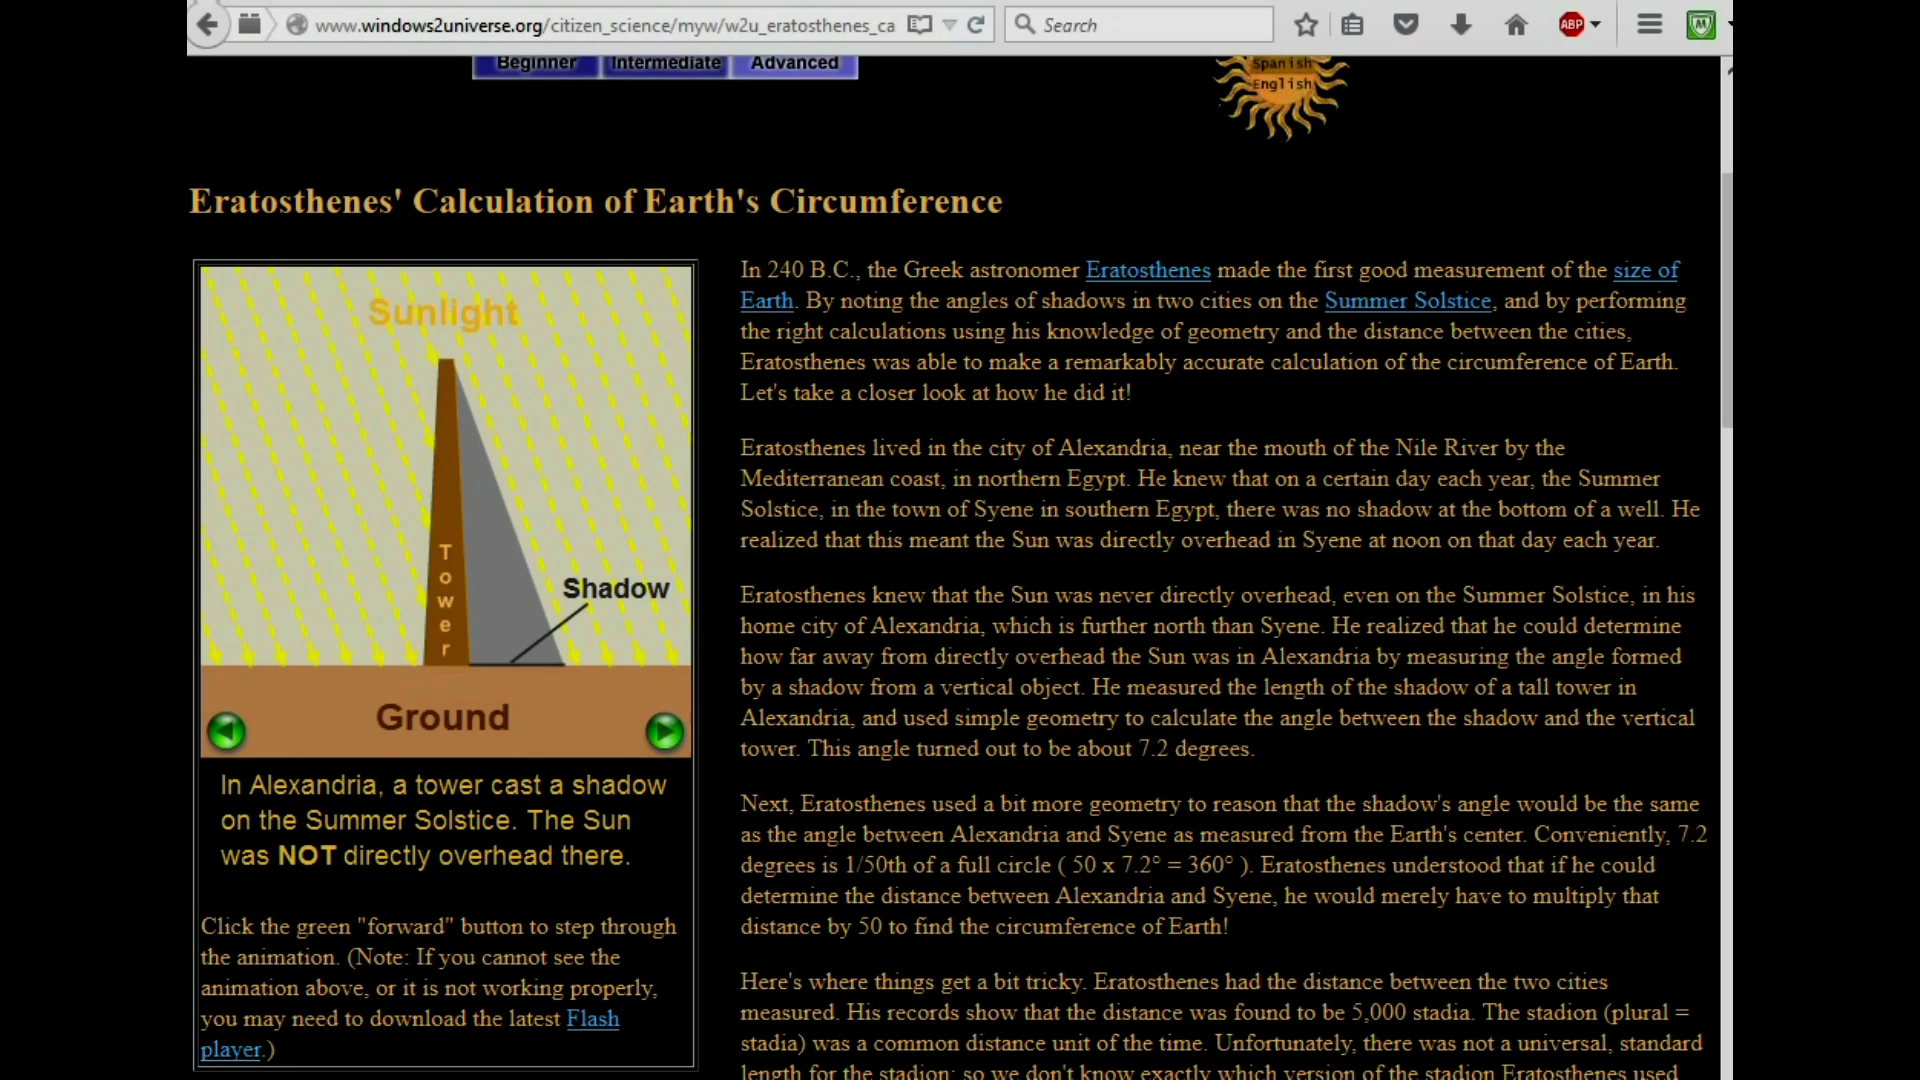 www.windows2universe.org/citizen_science/myw/w2u_eratosthenes_ca
Search
ABP
Beginner Intermediate Advanced
Spanish
English
Eratosthenes' Calculation of Earth's Circumference
Sunlight
Tower
Shadow
Ground
In Alexandria, a tower cast a shadow
on the Summer Solstice. The Sun
was NOT directly overhead there.
Click the green "forward" button to step through
the animation. (Note: If you cannot see the
animation above, or it is not working properly,
you may need to download the latest Flash
player.)
In 240 B.C., the Greek astronomer Eratosthenes made the first good measurement of the size of
Earth. By noting the angles of shadows in two cities on the Summer Solstice, and by performing
the right calculations using his knowledge of geometry and the distance between the cities,
Eratosthenes was able to make a remarkably accurate calculation of the circumference of Earth.
Let's take a closer look at how he did it!
Eratosthenes lived in the city of Alexandria, near the mouth of the Nile River by the
Mediterranean coast, in northern Egypt. He knew that on a certain day each year, the Summer
Solstice, in the town of Syene in southern Egypt, there was no shadow at the bottom of a well. He
realized that this meant the Sun was directly overhead in Syene at noon on that day each year.
Eratosthenes knew that the Sun was never directly overhead, even on the Summer Solstice, in his
home city of Alexandria, which is further north than Syene. He realized that he could determine
how far away from directly overhead the Sun was in Alexandria by measuring the angle formed
by a shadow from a vertical object. He measured the length of the shadow of a tall tower in
Alexandria, and used simple geometry to calculate the angle between the shadow and the vertical
tower. This angle turned out to be about 7.2 degrees.
Next, Eratosthenes used a bit more geometry to reason that the shadow's angle would be the same
as the angle between Alexandria and Syene as measured from the Earth's center. Conveniently, 7.2
degrees is 1/50th of a full circle ( 50 x 7.2° = 360° ). Eratosthenes understood that if he could
determine the distance between Alexandria and Syene, he would merely have to multiply that
distance by 50 to find the circumference of Earth!
Here's where things get a bit tricky. Eratosthenes had the distance between the two cities
measured. His records show that the distance was found to be 5,000 stadia. The stadion (plural =
stadia) was a common distance unit of the time. Unfortunately, there was not a universal, standard
length for the stadion; so we don't know exactly which version of the stadion Eratosthenes used